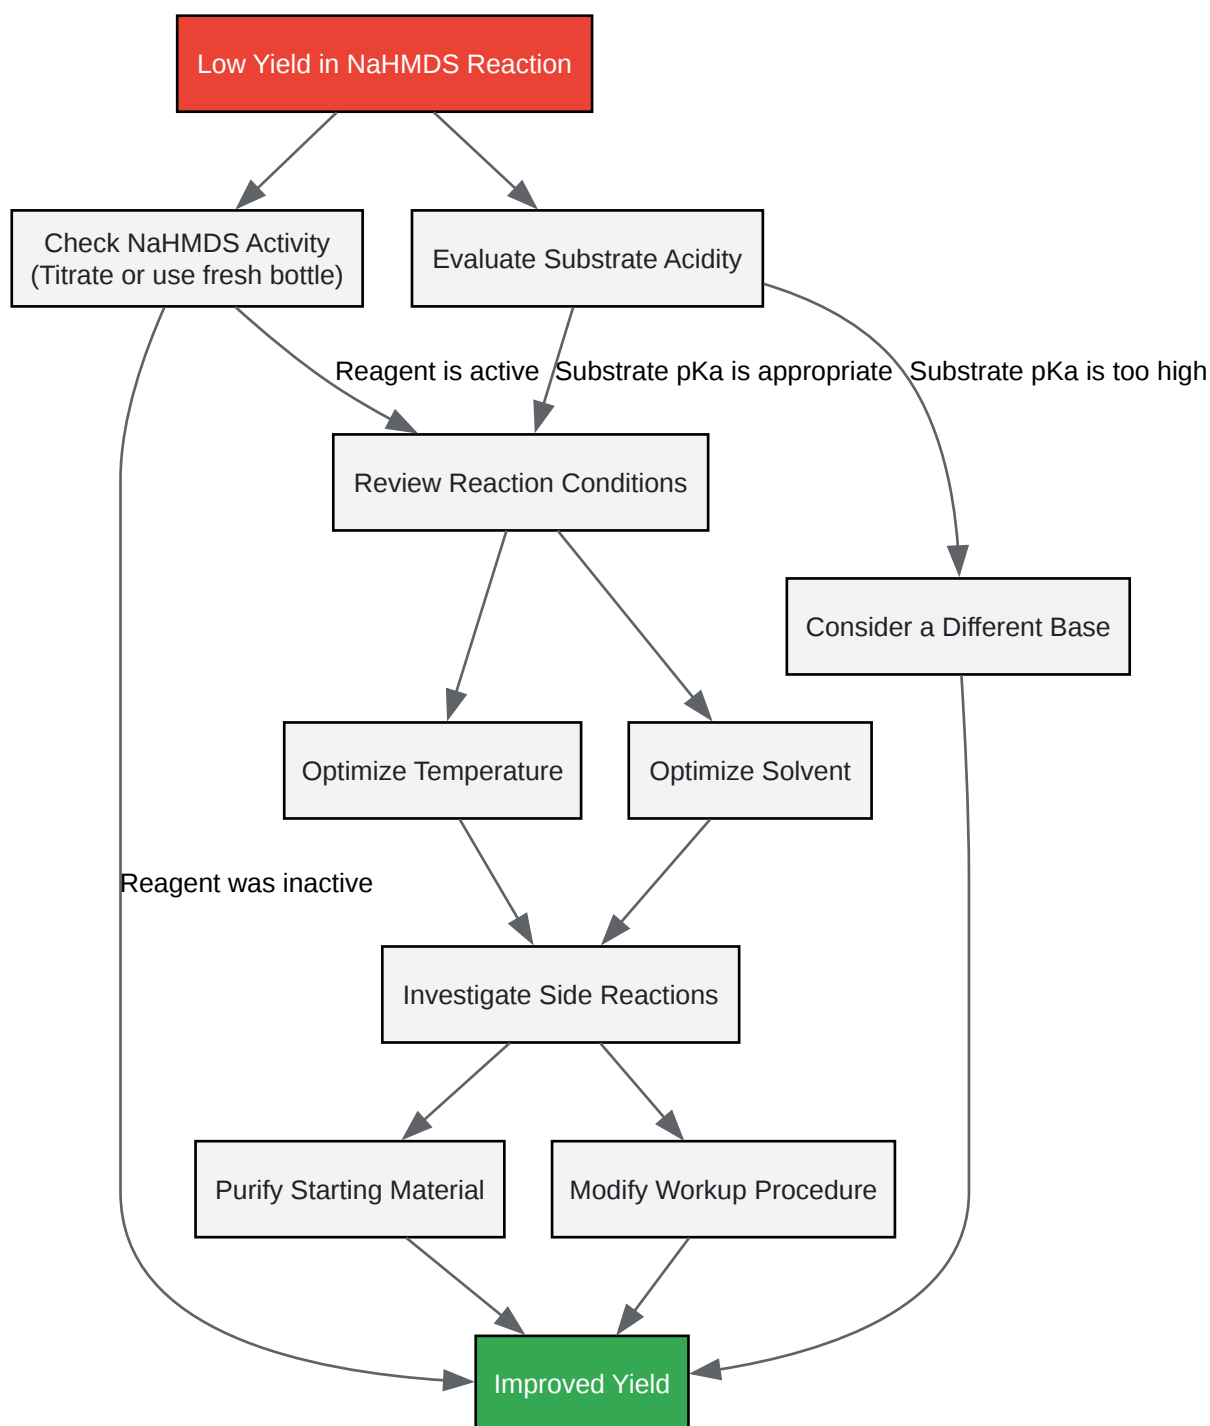 Low Yield in NaHMDS Reaction
Check NaHMDS Activity
(Titrate or use fresh bottle)
Evaluate Substrate Acidity
Reagent is active
Substrate pKa is appropriate
Substrate pKa is too high
Review Reaction Conditions
Consider a Different Base
Optimize Temperature
Optimize Solvent
Reagent was inactive
Investigate Side Reactions
Purify Starting Material
Modify Workup Procedure
Improved Yield